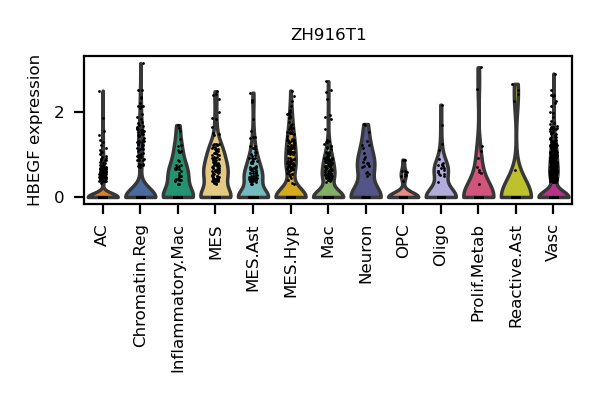 ZH916T1
HBEGF expression
2
0
AC
Chromatin.Reg
Inflammatory.Mac
MES
MES.Ast
MES.Hyp
Mac
Neuron
OPC
Oligo
Prolif.Metab
Reactive.Ast
Vasc